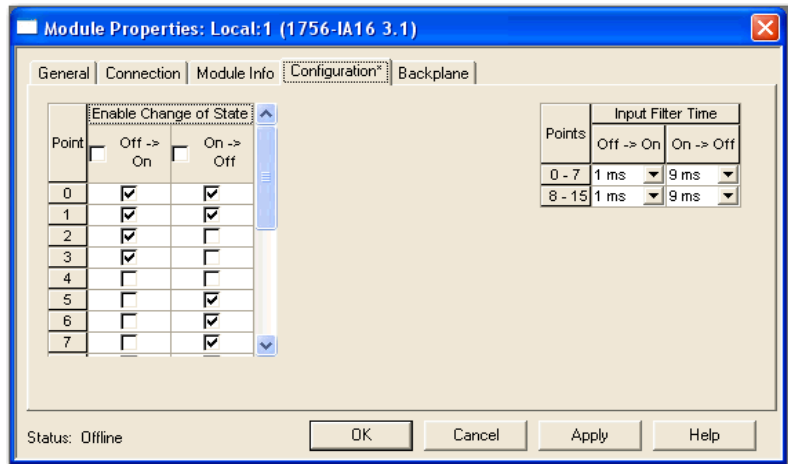 Module Properties: Local:1 (1756-IA16 3.1)
General Connection Module Info Configuration* Backplane
Enable Change of State
Point Off -> On On -> Off
0
1
2
3
4
5
6
7
Input Filter Time
Points Off -> On On -> Off
0 - 7 1 ms 9 ms
8 - 15 1 ms 9 ms
Status: Offline
OK Cancel Apply Help